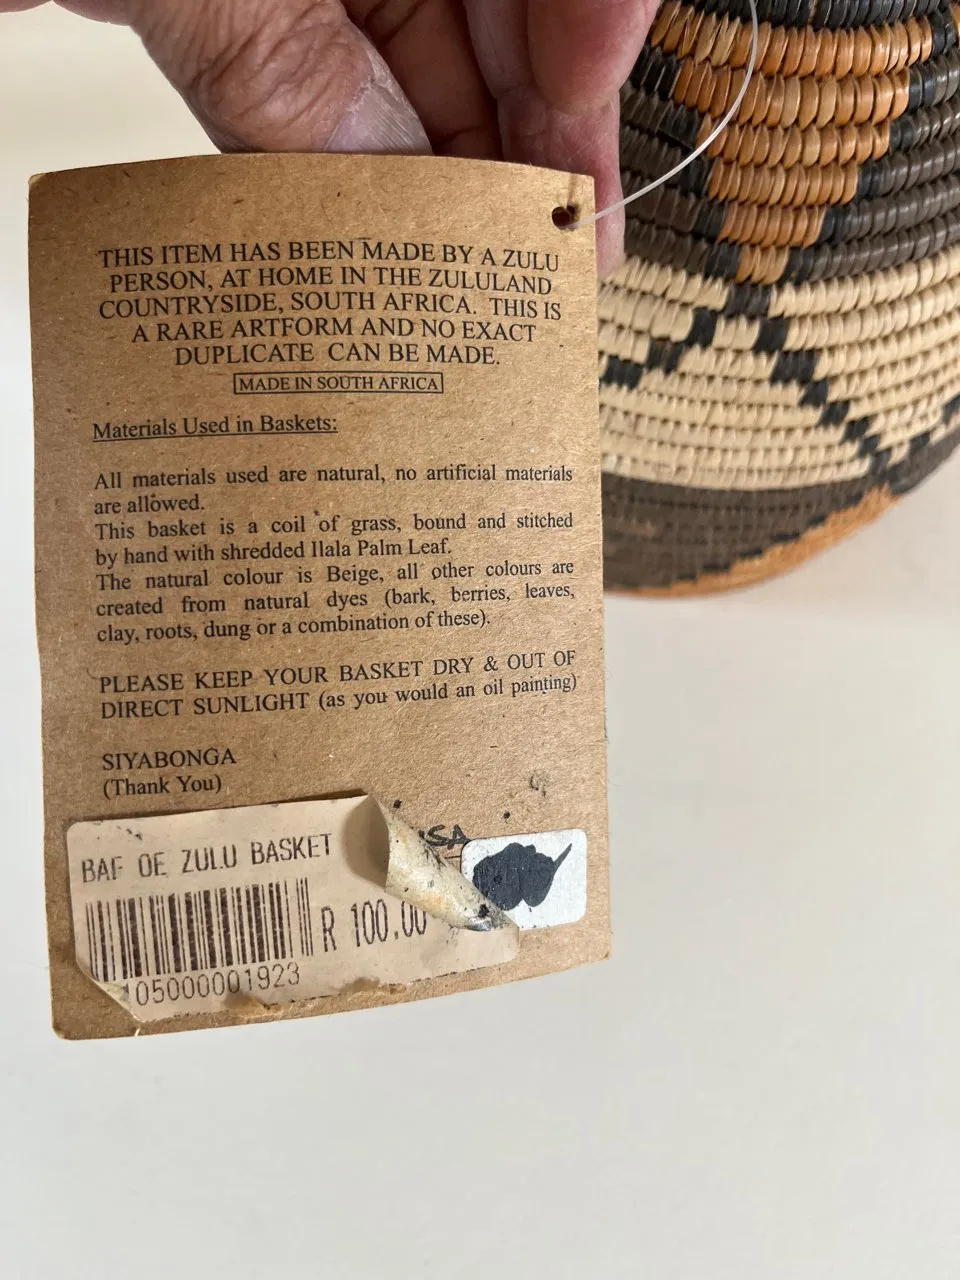 THIS ITEM HAS BEEN MADE BY A ZULU
PERSON, AT HOME IN THE ZULULAND
COUNTRYSIDE, SOUTH AFRICA. THIS IS
A RARE ARTFORM AND NO EXACT
DUPLICATE CAN BE MADE.
MADE IN SOUTH AFRICA
Materials Used in Baskets:
All materials used are natural, no artificial materials
are allowed.
This basket is a coil of grass, bound and stitched
by hand with shredded Ilala Palm Leaf.
The natural colour is Beige, all other colours are
created from natural dyes (bark, berries, leaves,
clay, roots, dung or a combination of these).
PLEASE KEEP YOUR BASKET DRY & OUT OF
DIRECT SUNLIGHT (as you would an oil painting)
SIYABONGA
(Thank You)
BAF OE ZULU BASKET
R 100.00
05000001923